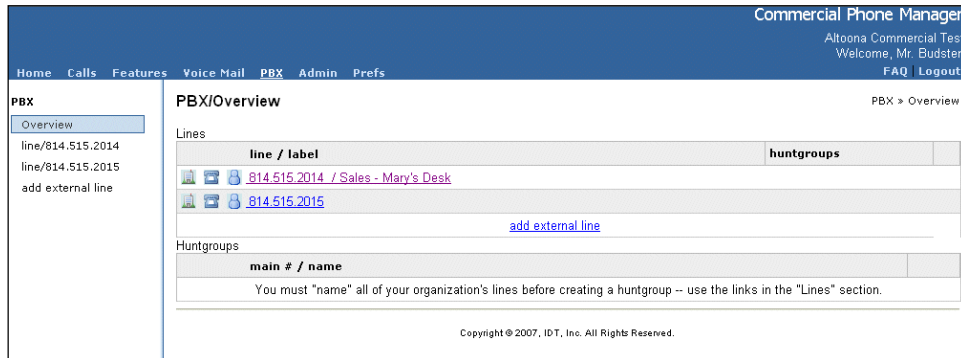 Commercial Phone Manager
Altoona Commercial Tes
Welcome, Mr. Budster
Home Calls Features Voice Mail PBX Admin Prefs FAQ | Logout
PBX
Overview
line/814.515.2014
line/814.515.2015
add external line
PBX/Overview
PBX » Overview
Lines
line / label huntgroups
814.515.2014 / Sales - Mary's Desk
814.515.2015
add external line
Huntgroups
main # / name
You must "name" all of your organization's lines before creating a huntgroup -- use the links in the "Lines" section.
Copyright © 2007, IDT, Inc. All Rights Reserved.